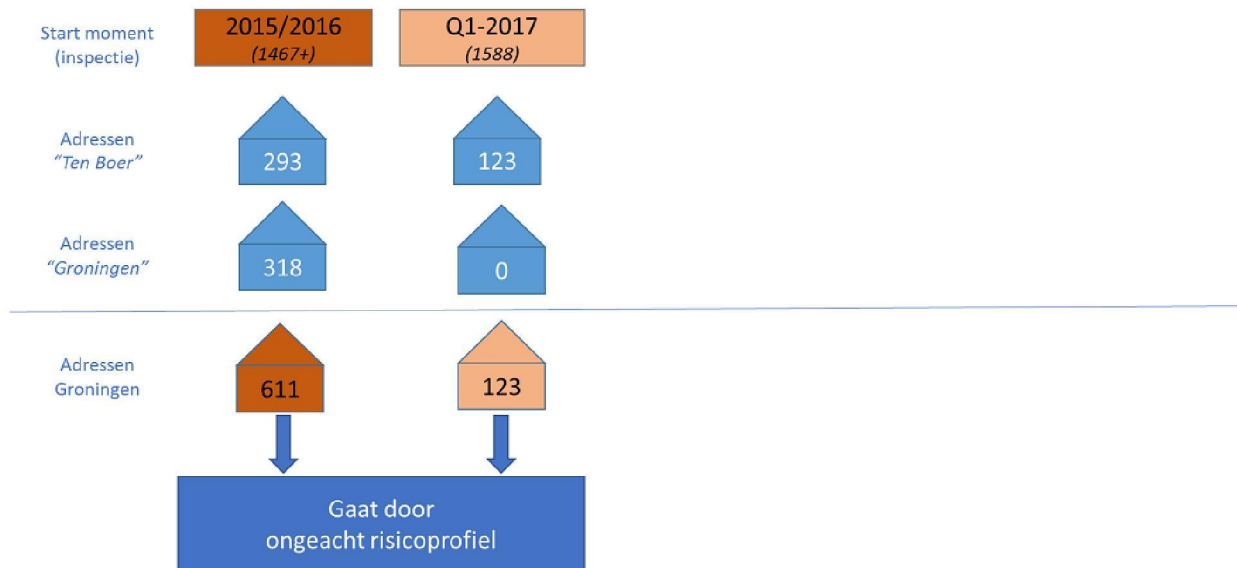 Start moment
(inspectie)
2015/2016
(1467+)
Q1-2017
(1588)
Adressen
“Ten Boer”
293
123
Adressen
“Groningen”
318
0
Adressen
Groningen
611
123
Gaat door
ongeacht risicoprofiel